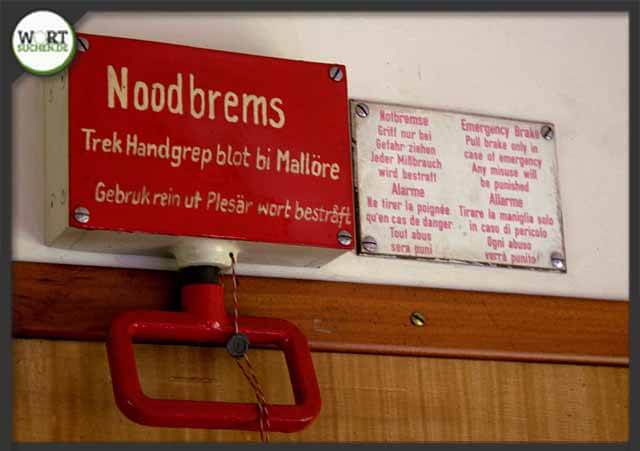 WORT
SUCHEN.DE
Noodbrems
Trek Handgrep blot bi Mallöre
Gebruk rein ut Plesär wort bestråft
Notbremse
Griff nur bei
Gefahr ziehen
Jeder Mißbrauch
wird bestraft
Alarme
Ne tirer la poignée
qu'en cas de danger
Tout abus
sera puni
Emergency Brake
Pull brake only in
case of emergency
Any misuse will
be punished
Allarme
Tirare la maniglia solo
in caso di pericolo
Ogni abuso
verrà punito